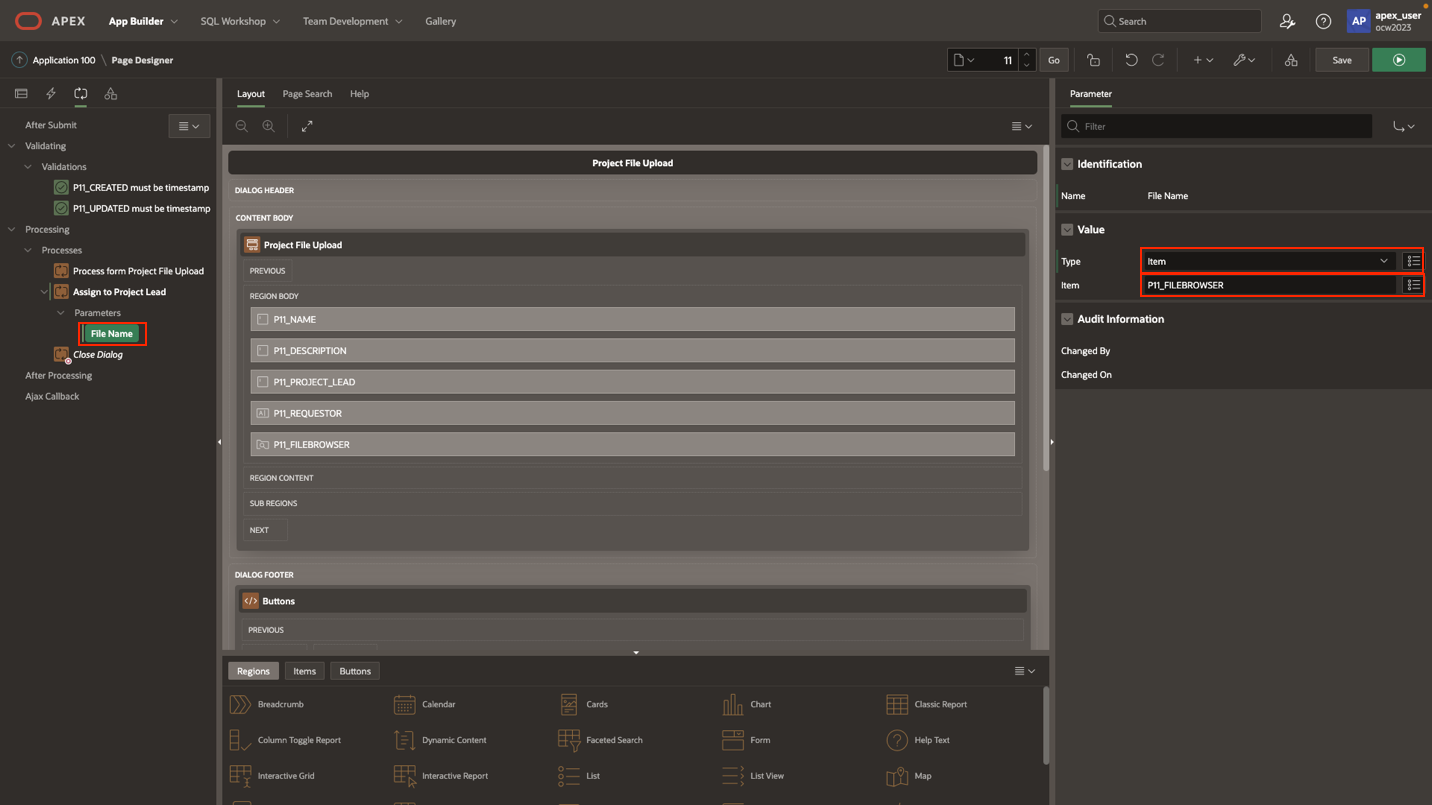 APEX
App Builder
SQL Workshop
Team Development
Gallery
Search
AP
apex_user
ocw2023
Application 100 \ Page Designer
11
Go
Save
After Submit
Validating
Validations
P11_CREATED must be timestamp
P11_UPDATED must be timestamp
Processing
Processes
Process form Project File Upload
Assign to Project Lead
Parameters
File Name
Close Dialog
After Processing
Ajax Callback
Layout
Page Search
Help
Project File Upload
DIALOG HEADER
CONTENT BODY
Project File Upload
PREVIOUS
REGION BODY
P11_NAME
P11_DESCRIPTION
P11_PROJECT_LEAD
P11_REQUESTOR
P11_FILEBROWSER
REGION CONTENT
SUB REGIONS
NEXT
DIALOG FOOTER
Buttons
PREVIOUS
Regions
Items
Buttons
Breadcrumb
Calendar
Cards
Chart
Classic Report
Column Toggle Report
Dynamic Content
Faceted Search
Form
Help Text
Interactive Grid
Interactive Report
List
List View
Map
Parameter
Filter
Identification
Name File Name
Value
Type Item
Item P11_FILEBROWSER
Audit Information
Changed By
Changed On